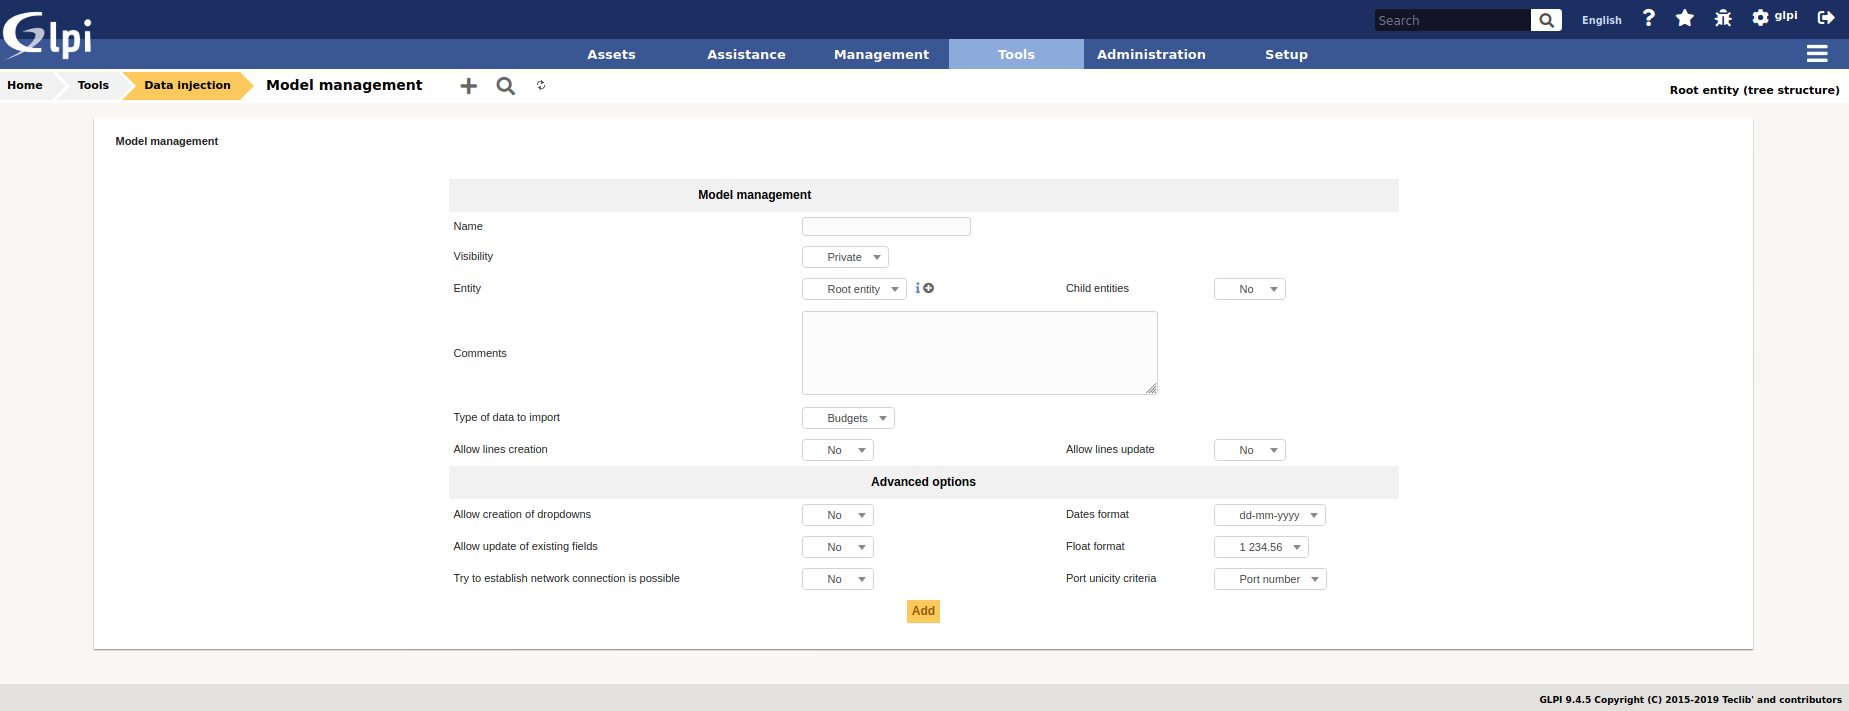 Glpi
Search
English
glpi
Assets Assistance Management Tools Administration Setup
Home Tools Data injection Model management
Root entity (tree structure)
Model management
Model management
Name
Visibility Private
Entity Root entity Child entities No
Comments
Type of data to import Budgets
Allow lines creation No Allow lines update No
Advanced options
Allow creation of dropdowns No Dates format dd-mm-yyyy
Allow update of existing fields No Float format 1 234.56
Try to establish network connection is possible No Port unicity criteria Port number
Add
GLPI 9.4.5 Copyright (C) 2015-2019 Teclib' and contributors